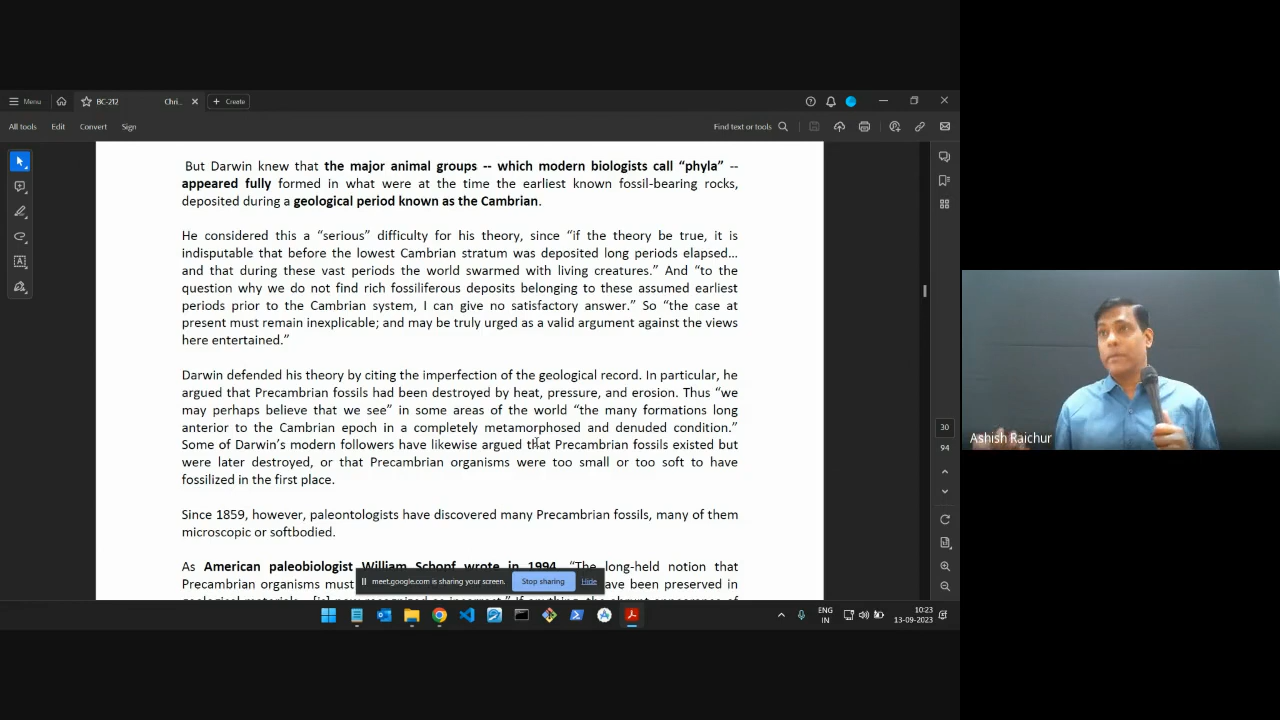 Menu
BC-212
Chri...
Create
All tools
Edit
Convert
Sign
Find text or tools
But Darwin knew that the major animal groups -- which modern biologists call “phyla” --
appeared fully formed in what were at the time the earliest known fossil-bearing rocks,
deposited during a geological period known as the Cambrian.
He considered this a “serious” difficulty for his theory, since “if the theory be true, it is
indisputable that before the lowest Cambrian stratum was deposited long periods elapsed…
and that during these vast periods the world swarmed with living creatures.” And “to the
question why we do not find rich fossiliferous deposits belonging to these assumed earliest
periods prior to the Cambrian system, I can give no satisfactory answer.” So “the case at
present must remain inexplicable; and may be truly urged as a valid argument against the views
here entertained.”
Darwin defended his theory by citing the imperfection of the geological record. In particular, he
argued that Precambrian fossils had been destroyed by heat, pressure, and erosion. Thus “we
may perhaps believe that we see” in some areas of the world “the many formations long
anterior to the Cambrian epoch in a completely metamorphosed and denuded condition.”
Some of Darwin’s modern followers have likewise argued that Precambrian fossils existed but
were later destroyed, or that Precambrian organisms were too small or too soft to have
fossilized in the first place.
Since 1859, however, paleontologists have discovered many Precambrian fossils, many of them
microscopic or softbodied.
As American paleobiologist William Schopf wrote in 1994, “The long-held notion that
Precambrian organisms must
have been preserved in
meet.google.com is sharing your screen.
Stop sharing
Hide
30
94
Ashish Raichur
ENG
IN
10:23
13-09-2023